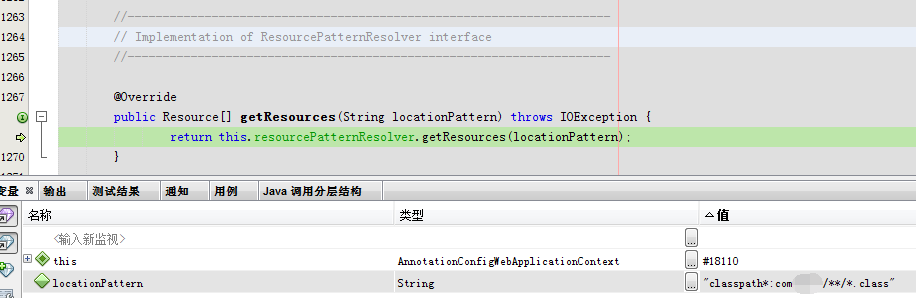 1263 //---------------------------------------------------------------------
1264 // Implementation of ResourcePatternResolver interface
1265 //---------------------------------------------------------------------
1266
1267 @Override
public Resource[] getResources(String locationPattern) throws IOException {
return this.resourcePatternResolver.getResources(locationPattern);
1270 }
变量 输出 测试结果 通知 用例 Java 调用分层结构
名称 类型 值
<输入新监视> ...
this AnnotationConfigWebApplicationContext ... #18110
locationPattern String ... "classpath*:com /**/*.class"